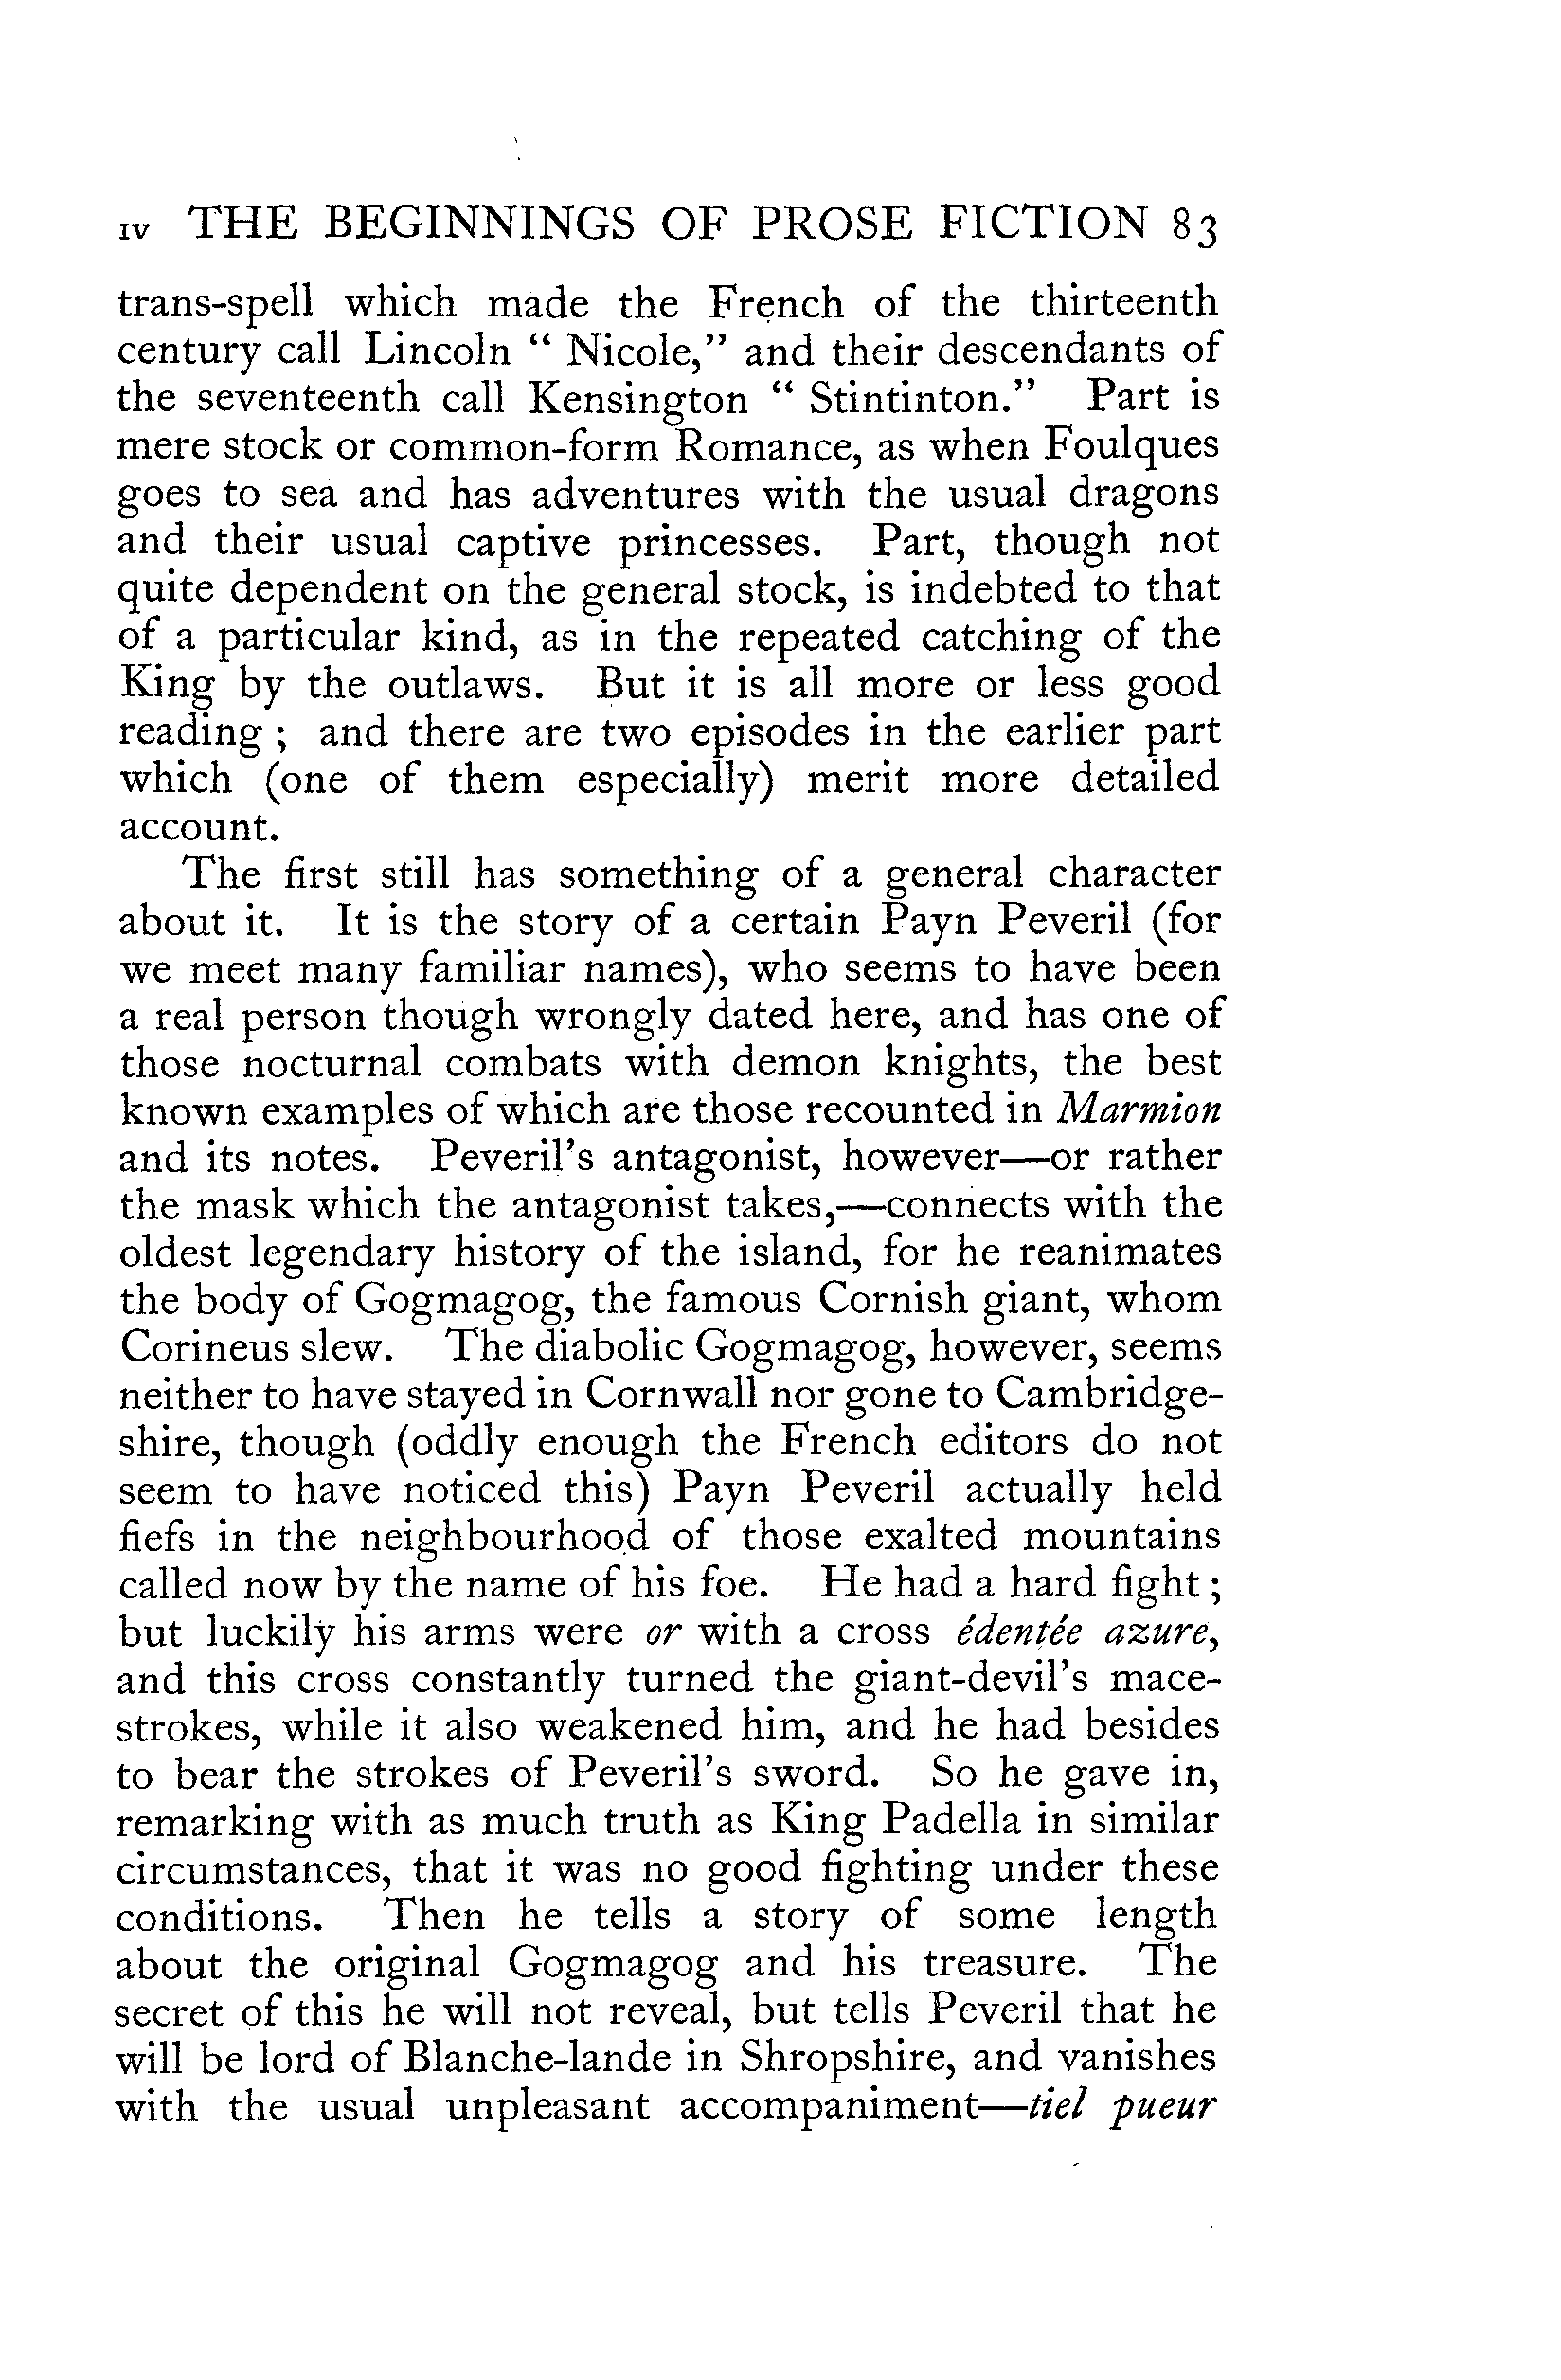 iv THE BEGINNINGS OF PROSE FICTION 83
trans-spell which made the French of the thirteenth
century call Lincoln “ Nicole,” and their descendants of
the seventeenth call Kensington “ Stintinton.” Part is
mere stock or common-form Romance, as when Foulques
goes to sea and has adventures with the usual dragons
and their usual captive princesses. Part, though not
quite dependent on the general stock, is indebted to that
of a particular kind, as in the repeated catching of the
King by the outlaws. But it is all more or less good
reading ; and there are two episodes in the earlier part
which (one of them especially) merit more detailed
account.
The first still has something of a general character
about it. It is the story of a certain Payn Peveril (for
we meet many familiar names), who seems to have been
a real person though wrongly dated here, and has one of
those nocturnal combats with demon knights, the best
known examples of which are those recounted in Marmion
and its notes. Peveril’s antagonist, however—or rather
the mask which the antagonist takes,—connects with the
oldest legendary history of the island, for he reanimates
the body of Gogmagog, the famous Cornish giant, whom
Corineus slew. The diabolic Gogmagog, however, seems
neither to have stayed in Cornwall nor gone to Cambridge-
shire, though (oddly enough the French editors do not
seem to have noticed this) Payn Peveril actually held
fiefs in the neighbourhood of those exalted mountains
called now by the name of his foe. He had a hard fight ;
but luckily his arms were or with a cross édentée azure,
and this cross constantly turned the giant-devil’s mace-
strokes, while it also weakened him, and he had besides
to bear the strokes of Peveril’s sword. So he gave in,
remarking with as much truth as King Padella in similar
circumstances, that it was no good fighting under these
conditions. Then he tells a story of some length
about the original Gogmagog and his treasure. The
secret of this he will not reveal, but tells Peveril that he
will be lord of Blanche-lande in Shropshire, and vanishes
with the usual unpleasant accompaniment—tiel pueur